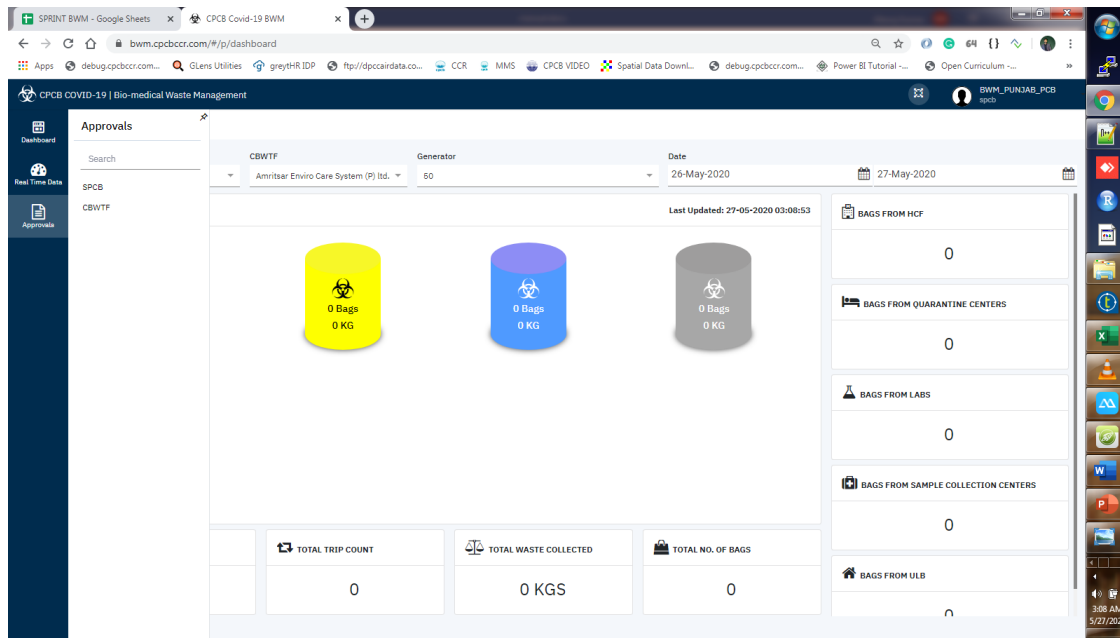 SPRINT BWM - Google Sheets
CPCB Covid-19 BWM
bwm.cpcbccr.com/#/p/dashboard
64
{}
Apps
debug.cpcbccr.com...
GLens Utilities
greytHR IDP
ftp://dpccairdata.co...
CCR
MMS
CPCB VIDEO
Spatial Data Downl...
debug.cpcbccr.com...
Power BI Tutorial -...
Open Curriculum -...
»
CPCB COVID-19 | Bio-medical Waste Management
BWM_PUNJAB_PCB
spcb
Dashboard
Real Time Data
Approvals
Approvals
Search
SPCB
CBWTF
CBWTF
Generator
Date
Amritsar Enviro Care System (P) ltd.
50
26-May-2020
27-May-2020
Last Updated: 27-05-2020 03:08:53
0 Bags
0 KG
0 Bags
0 KG
0 Bags
0 KG
BAGS FROM HCF
0
BAGS FROM QUARANTINE CENTERS
0
BAGS FROM LABS
0
BAGS FROM SAMPLE COLLECTION CENTERS
0
BAGS FROM ULB
0
TOTAL TRIP COUNT
0
TOTAL WASTE COLLECTED
0 KGS
TOTAL NO. OF BAGS
0
3:08 AM